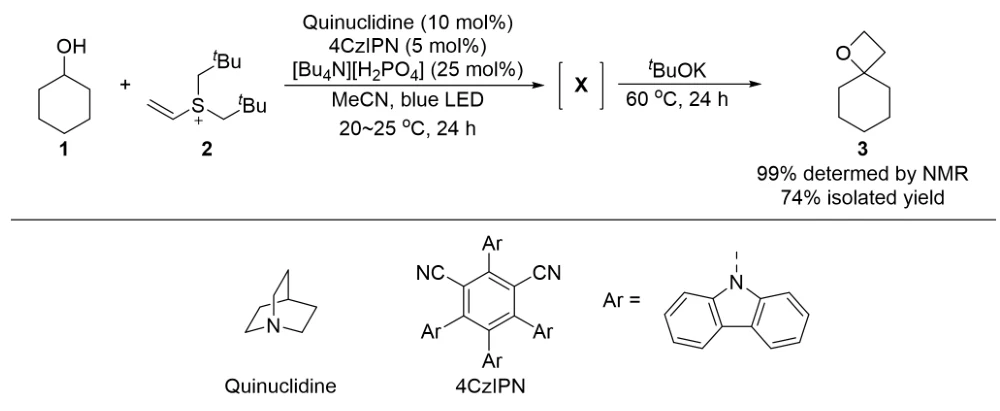 OH
1
+
tBu
S
+
tBu
2
Quinuclidine (10 mol%)
4CzIPN (5 mol%)
[Bu4N][H2PO4] (25 mol%)
MeCN, blue LED
20~25 oC, 24 h
[ X ]
tBuOK
60 oC, 24 h
O
3
99% determed by NMR
74% isolated yield
N
Quinuclidine
Ar
NC
CN
Ar
Ar
Ar
4CzIPN
Ar =
N